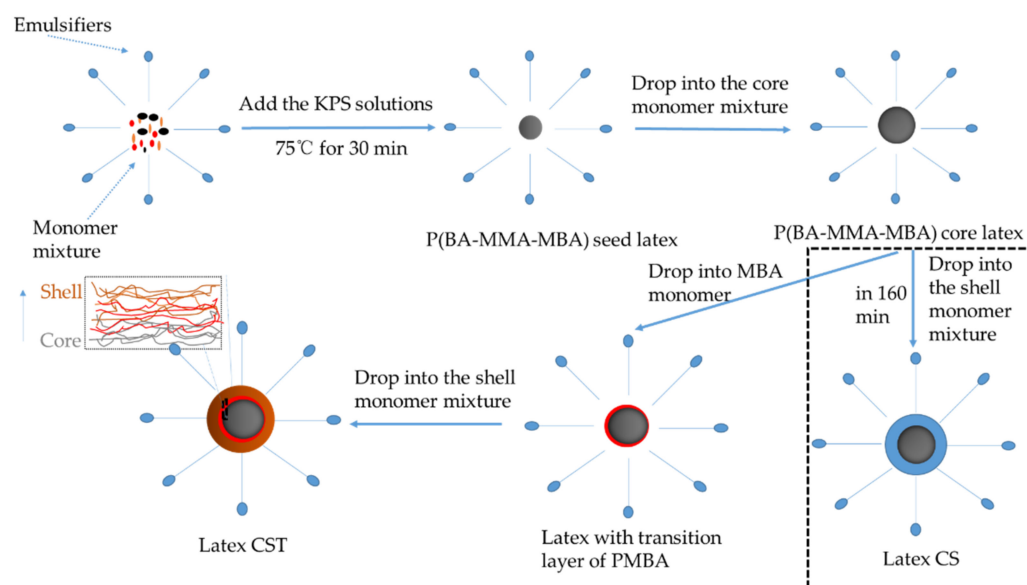 Emulsifiers
Add the KPS solutions
75℃ for 30 min
Drop into the core
monomer mixture
Monomer
mixture
P(BA-MMA-MBA) seed latex
P(BA-MMA-MBA) core latex
Drop into MBA
monomer
in 160
min
Drop into
the shell
monomer
mixture
Shell
Core
Drop into the shell
monomer mixture
Latex CST
Latex with transition
layer of PMBA
Latex CS